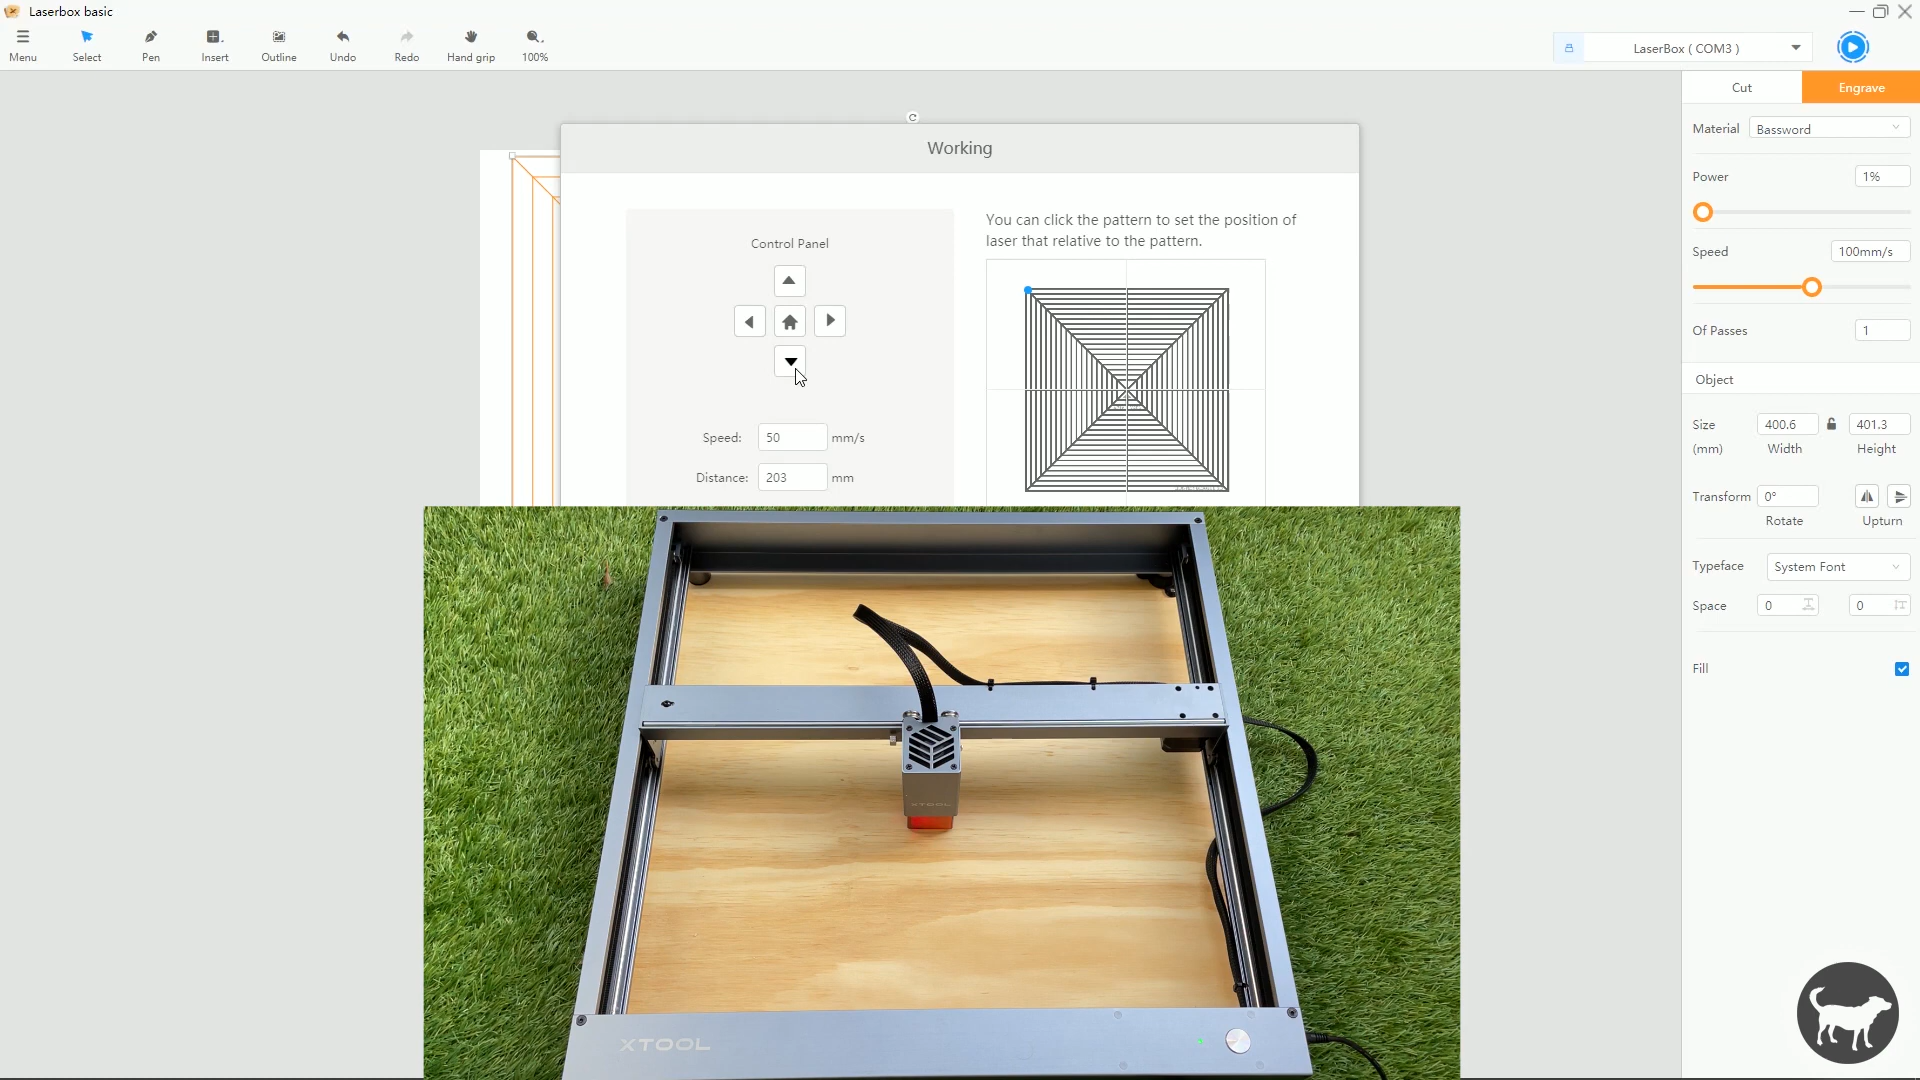 Laserbox basic
Menu
Select
Pen
Insert
Outline
Undo
Redo
Hand grip
100%
LaserBox ( COM3 )
Cut
Engrave
Working
Material
Bassword
Power
1%
Control Panel
You can click the pattern to set the position of
laser that relative to the pattern.
Speed
100mm/s
Of Passes
1
Object
Speed:
50
mm/s
Distance:
203
mm
Size
400.6
401.3
(mm)
Width
Height
Transform
0°
Rotate
Upturn
Typeface
System Font
Space
0
0
Fill
XTOOL
XTOOL